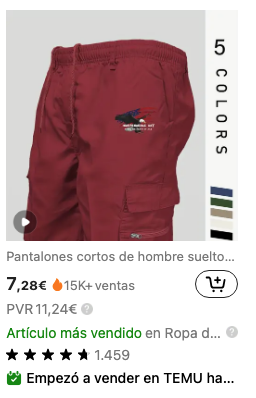 5
COLORS
Pantalones cortos de hombre suelto...
7,28€ 15K+ventas
PVR 11,24€
Artículo más vendido en Ropa d...
1.459
Empezó a vender en TEMU ha...